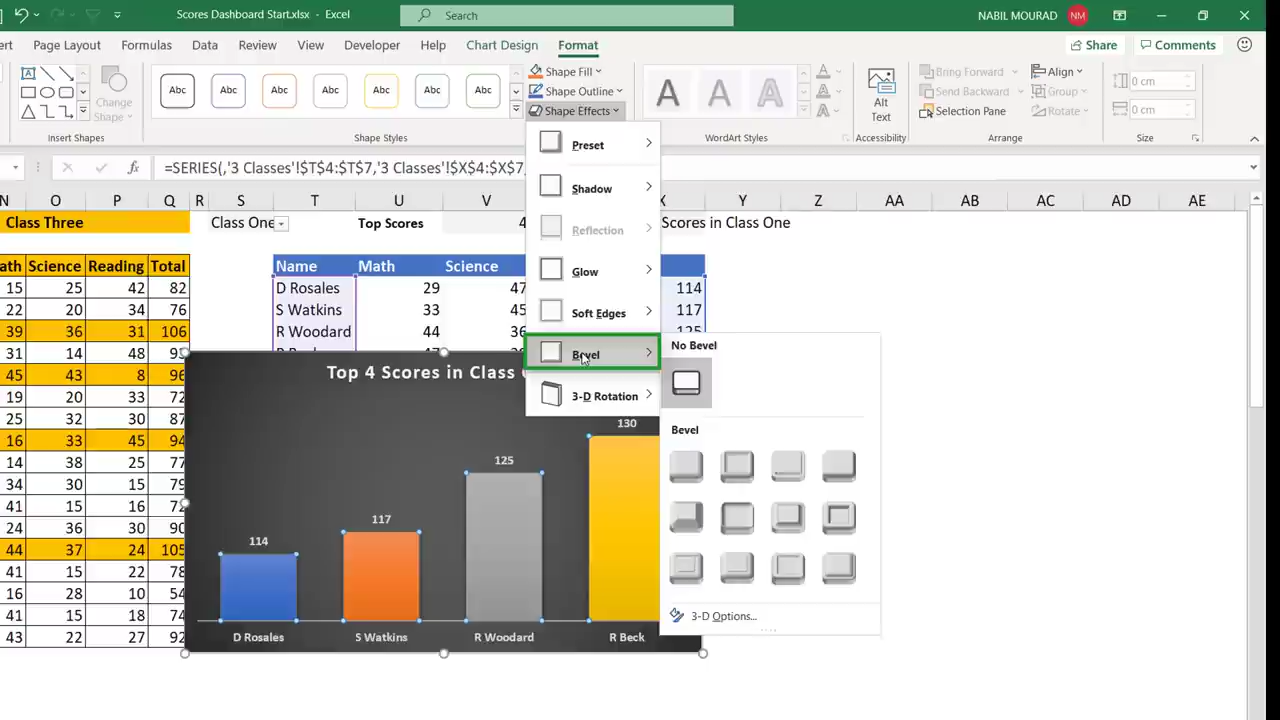 Scores Dashboard Start.xlsx - Excel
Search
NABIL MOURAD
NM
ert Page Layout Formulas Data Review View Developer Help Chart Design Format
Share Comments
Change Shape
Insert Shapes
Abc Abc Abc Abc Abc Abc Abc
Shape Styles
Shape Fill
Shape Outline
Shape Effects
A A A
WordArt Styles
Alt Text
Accessibility
Bring Forward
Send Backward
Selection Pane
Align
Group
Rotate
Arrange
0 cm
0 cm
Size
fx =SERIES(,'3 Classes'!$T$4:$T$7,'3 Classes'!$X$4:$X$7,
N O P Q R S T U V X Y Z AA AB AC AD AE
Class Three Class One Top Scores 4 Scores in Class One
ath Science Reading Total Name Math Science
15 25 42 82 D Rosales 29 47 114
22 20 34 76 S Watkins 33 45 117
39 36 31 106 R Woodard 44 36 125
31 14 48
45 43 8 96
19 20 33 72
25 32 30 87
16 33 45 94
14 38 25 77
34 30 15 79
41 15 16
24 36 30 90
44 37 24 105
41 15 22 78
16 28 10 54
41 15 18 74
43 22 27 92
Preset
Shadow
Reflection
Glow
Soft Edges
Bevel
3-D Rotation
No Bevel
Bevel
3-D Options...
Top 4 Scores in Class
130
125
117
114
D Rosales S Watkins R Woodard R Beck